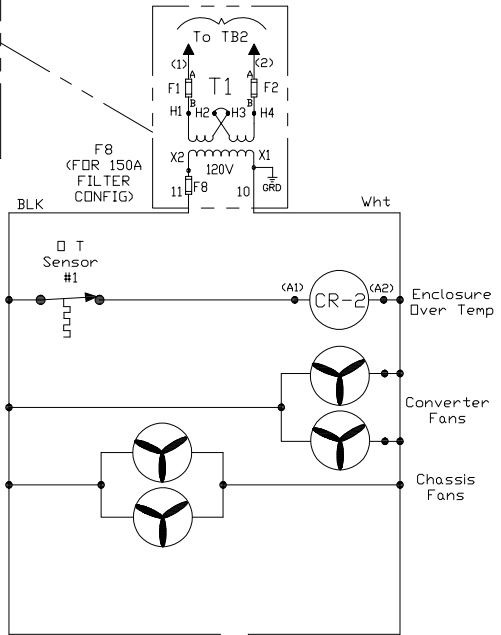 To TB2
(1) (2)
A A
F1 T1 F2
B B
H1 H2 H3 H4
F8
(FOR 150A
FILTER
CONFIG)
X2 X1
120V
11 F8 10 GRD
BLK Wht
O T
Sensor
#1
(A1) CR-2 (A2)
Enclosure
Over Temp
Converter
Fans
Chassis
Fans